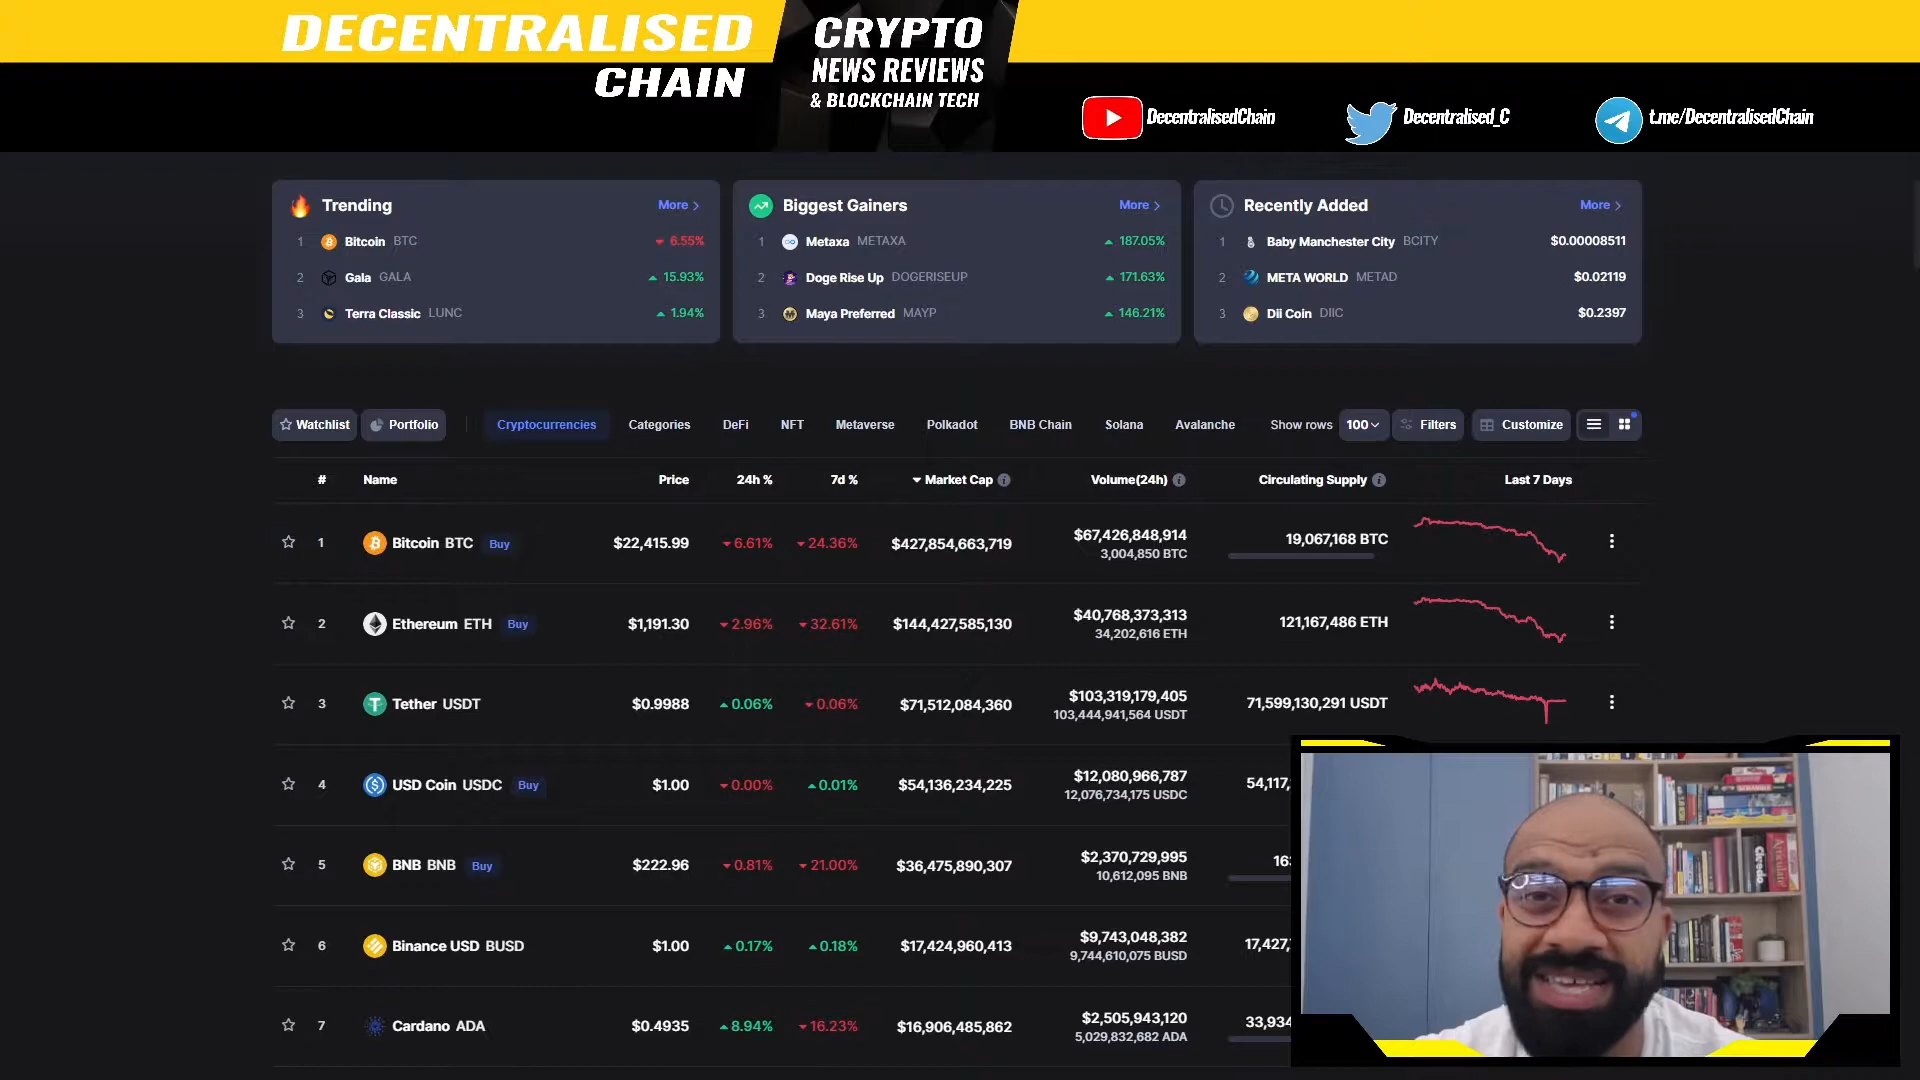 DECENTRALISED
CHAIN
CRYPTO
NEWS REVIEWS
& BLOCKCHAIN TECH
DecentralisedChain
Decentralised_C
t.me/DecentralisedChain
Trending
More >
1 Bitcoin BTC 6.55%
2 Gala GALA 15.93%
3 Terra Classic LUNC 1.94%
Biggest Gainers
More >
1 Metaxa METAXA 187.05%
2 Doge Rise Up DOGERISEUP 171.63%
3 Maya Preferred MAYP 146.21%
Recently Added
More >
1 Baby Manchester City BCITY $0.00008511
2 META WORLD METAD $0.02119
3 Dii Coin DIIC $0.2397
Watchlist Portfolio Cryptocurrencies Categories DeFi NFT Metaverse Polkadot BNB Chain Solana Avalanche Show rows 100 Filters Customize
# Name Price 24h % 7d % Market Cap Volume(24h) Circulating Supply Last 7 Days
1 Bitcoin BTC Buy $22,415.99 6.61% 24.36% $427,854,663,719 $67,426,848,914 19,067,168 BTC
3,004,850 BTC
2 Ethereum ETH Buy $1,191.30 2.96% 32.61% $144,427,585,130 $40,768,373,313 121,167,486 ETH
34,202,616 ETH
3 Tether USDT $0.9988 0.06% 0.06% $71,512,084,360 $103,319,179,405 71,599,130,291 USDT
103,444,941,564 USDT
4 USD Coin USDC Buy $1.00 0.00% 0.01% $54,136,234,225 $12,080,966,787 54,117,
12,076,734,175 USDC
5 BNB BNB Buy $222.96 0.81% 21.00% $36,475,890,307 $2,370,729,995 163
10,612,095 BNB
6 Binance USD BUSD $1.00 0.17% 0.18% $17,424,960,413 $9,743,048,382 17,427,
9,744,610,075 BUSD
7 Cardano ADA $0.4935 8.94% 16.23% $16,906,485,862 $2,505,943,120 33,934
5,029,832,682 ADA
Cluedo
Articulate